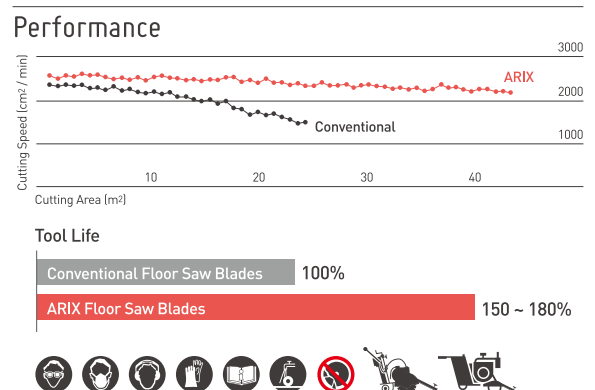 Performance
3000
ARIX
2000
Conventional
1000
Cutting Speed (cm2 / min)
10 20 30 40
Cutting Area (m2)
Tool Life
Conventional Floor Saw Blades 100%
ARIX Floor Saw Blades 150 ~ 180%